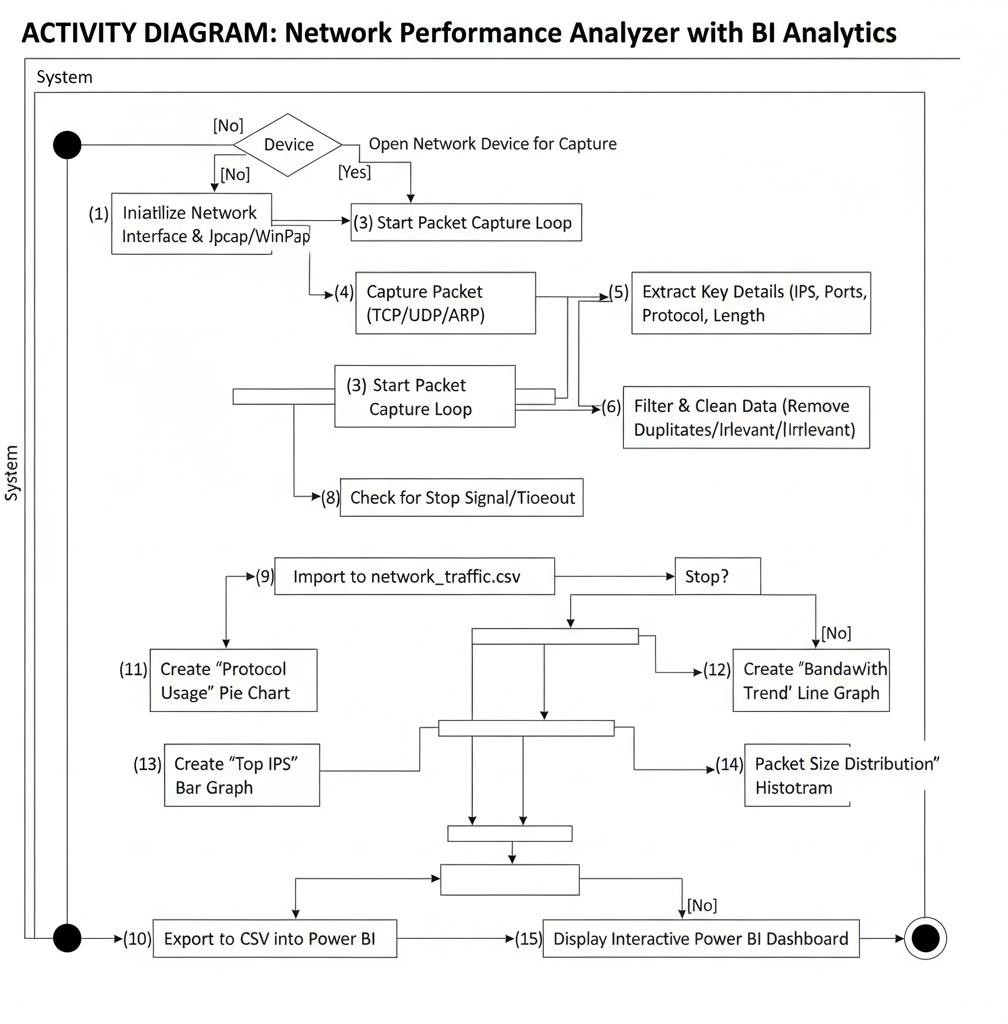 ACTIVITY DIAGRAM: Network Performance Analyzer with BI Analytics
System
[No]
Device
Open Network Device for Capture
[No]
[Yes]
(1) Iniatilize Network
Interface & Jpcap/WinPap
(3) Start Packet Capture Loop
(4) Capture Packet
(TCP/UDP/ARP)
(5) Extract Key Details (IPS, Ports,
Protocol, Length
(3) Start Packet
Capture Loop
(6) Filter & Clean Data (Remove
Duplitates/Irlevant/|Irrlevant)
System
(8) Check for Stop Signal/Tioeout
(9) Import to network_traffic.csv
Stop?
[No]
(11) Create “Protocol
Usage” Pie Chart
(12) Create “Bandawith
Trend’ Line Graph
(13) Create “Top IPS”
Bar Graph
(14) Packet Size Distribution”
Histotram
[No]
(10) Export to CSV into Power BI
(15) Display Interactive Power BI Dashboard